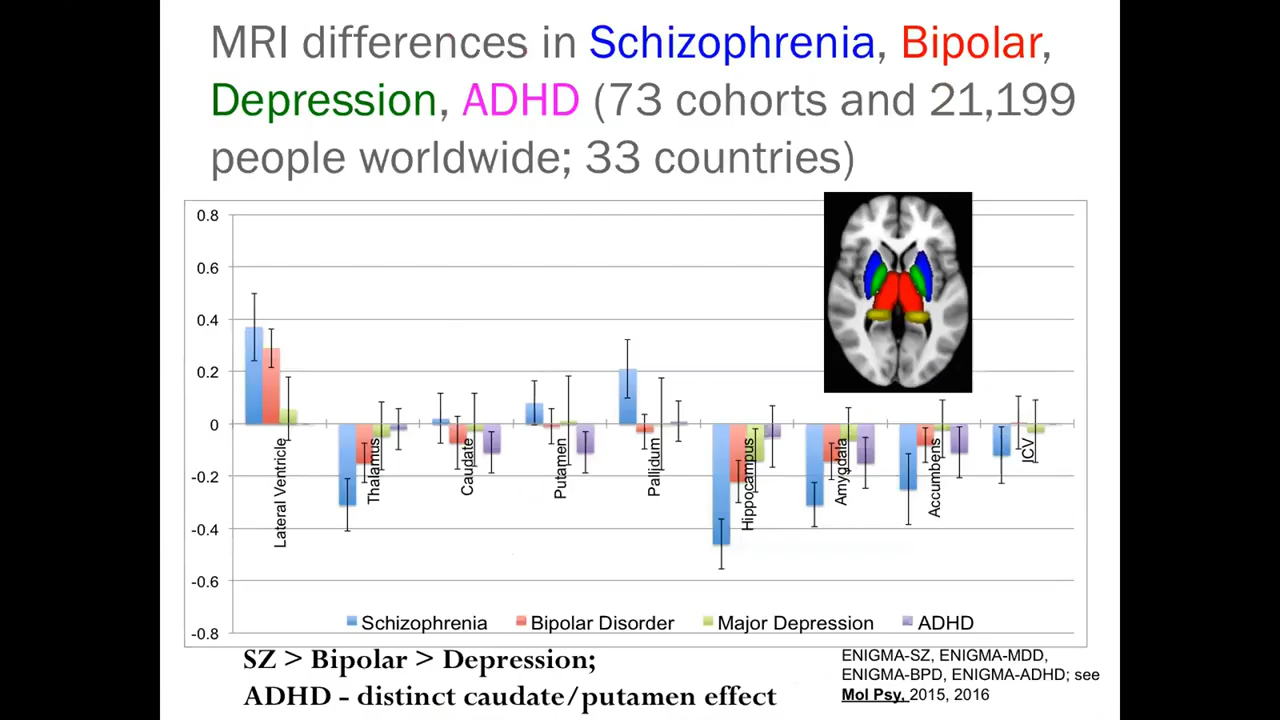 MRI differences in Schizophrenia, Bipolar,
Depression, ADHD (73 cohorts and 21,199
people worldwide; 33 countries)
0.8
0.6
0.4
0.2
0
-0.2
-0.4
-0.6
-0.8
Lateral Ventricle
Thalamus
Caudate
Putamen
Pallidum
Hippocampus
Amygdala
Accumbens
ICV
Schizophrenia Bipolar Disorder Major Depression ADHD
SZ > Bipolar > Depression;
ADHD - distinct caudate/putamen effect
ENIGMA-SZ, ENIGMA-MDD,
ENIGMA-BPD, ENIGMA-ADHD; see
Mol Psy, 2015, 2016